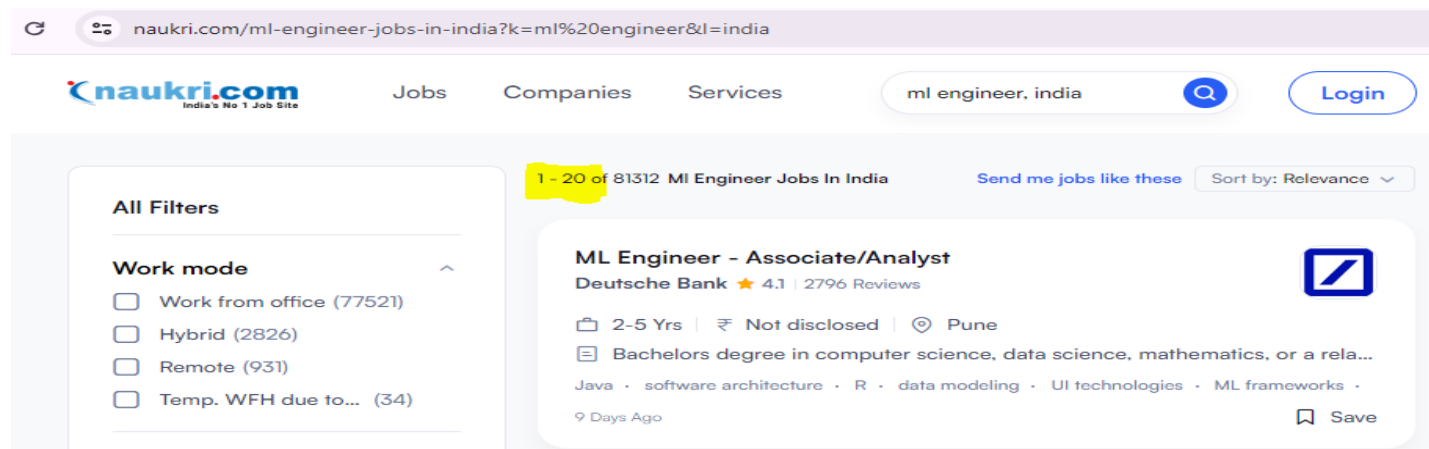 naukri.com/ml-engineer-jobs-in-india?k=ml%20engineer&l=india
naukri.com
India's No 1 Job Site
Jobs
Companies
Services
ml engineer, india
Login
1 - 20 of 81312 Ml Engineer Jobs In India
Send me jobs like these
Sort by: Relevance
All Filters
Work mode
Work from office (77521)
Hybrid (2826)
Remote (931)
Temp. WFH due to... (34)
ML Engineer - Associate/Analyst
Deutsche Bank 4.1 | 2796 Reviews
2-5 Yrs | ₹ Not disclosed | Pune
Bachelors degree in computer science, data science, mathematics, or a rela...
Java · software architecture · R · data modeling · UI technologies · ML frameworks ·
9 Days Ago
Save